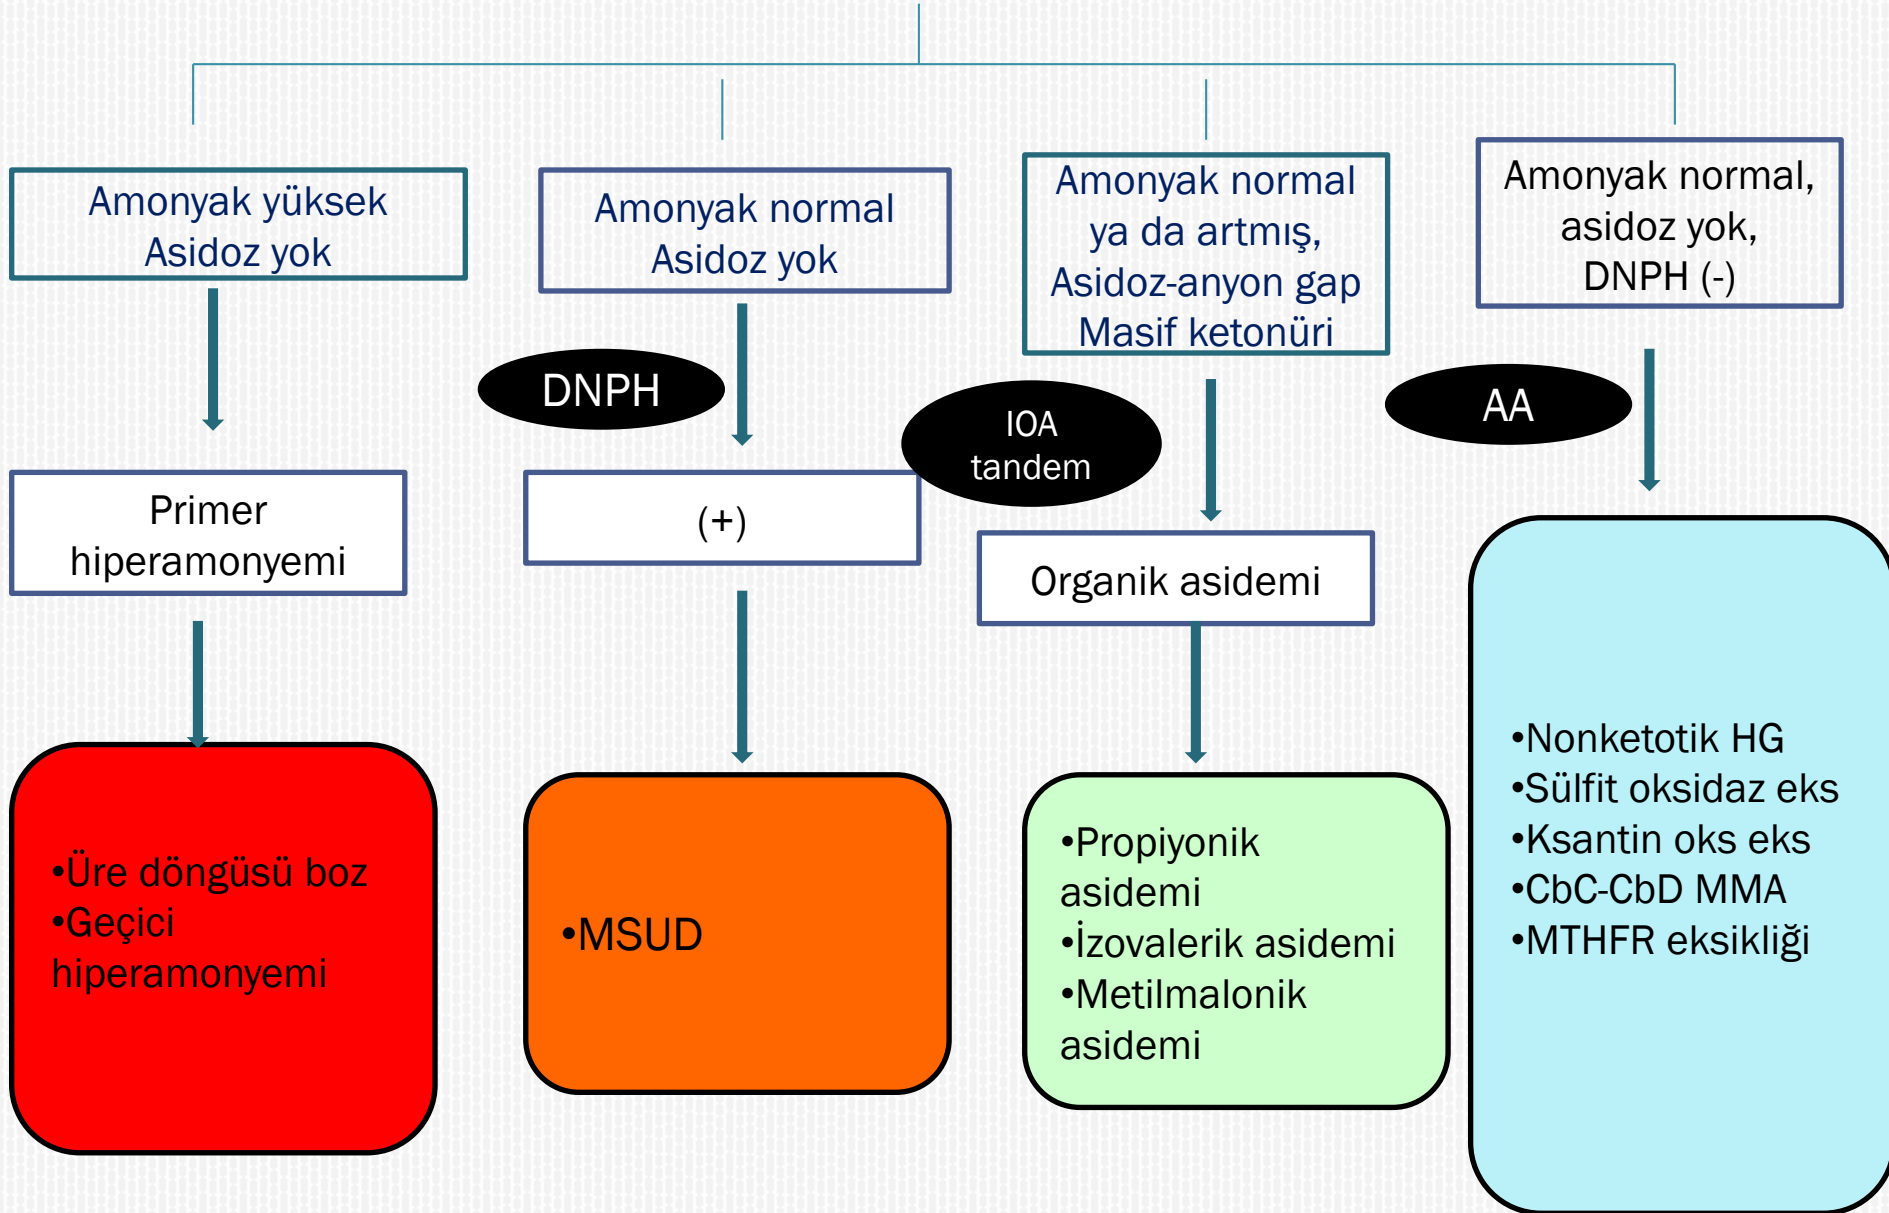 Amonyak yüksek
Asidoz yok
Primer
hiperamonyemi
•Üre döngüsü boz
•Geçici
hiperamonyemi
Amonyak normal
Asidoz yok
DNPH
(+)
•MSUD
Amonyak normal
ya da artmış,
Asidoz-anyon gap
Masif ketonüri
IOA
tandem
Organik asidemi
•Propiyonik
asidemi
•İzovalerik asidemi
•Metilmalonik
asidemi
Amonyak normal,
asidoz yok,
DNPH (-)
AA
•Nonketotik HG
•Sülfit oksidaz eks
•Ksantin oks eks
•CbC-CbD MMA
•MTHFR eksikliği